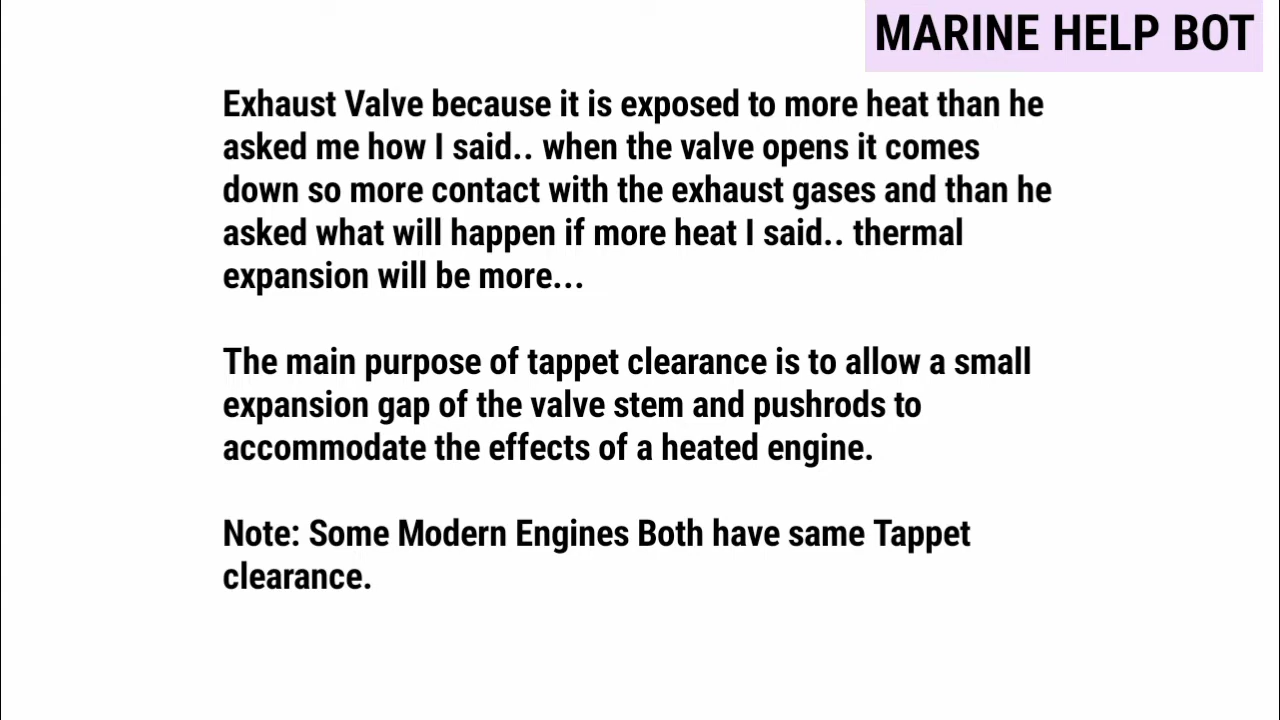 MARINE HELP BOT
Exhaust Valve because it is exposed to more heat than he
asked me how I said.. when the valve opens it comes
down so more contact with the exhaust gases and than he
asked what will happen if more heat I said.. thermal
expansion will be more...
The main purpose of tappet clearance is to allow a small
expansion gap of the valve stem and pushrods to
accommodate the effects of a heated engine.
Note: Some Modern Engines Both have same Tappet
clearance.